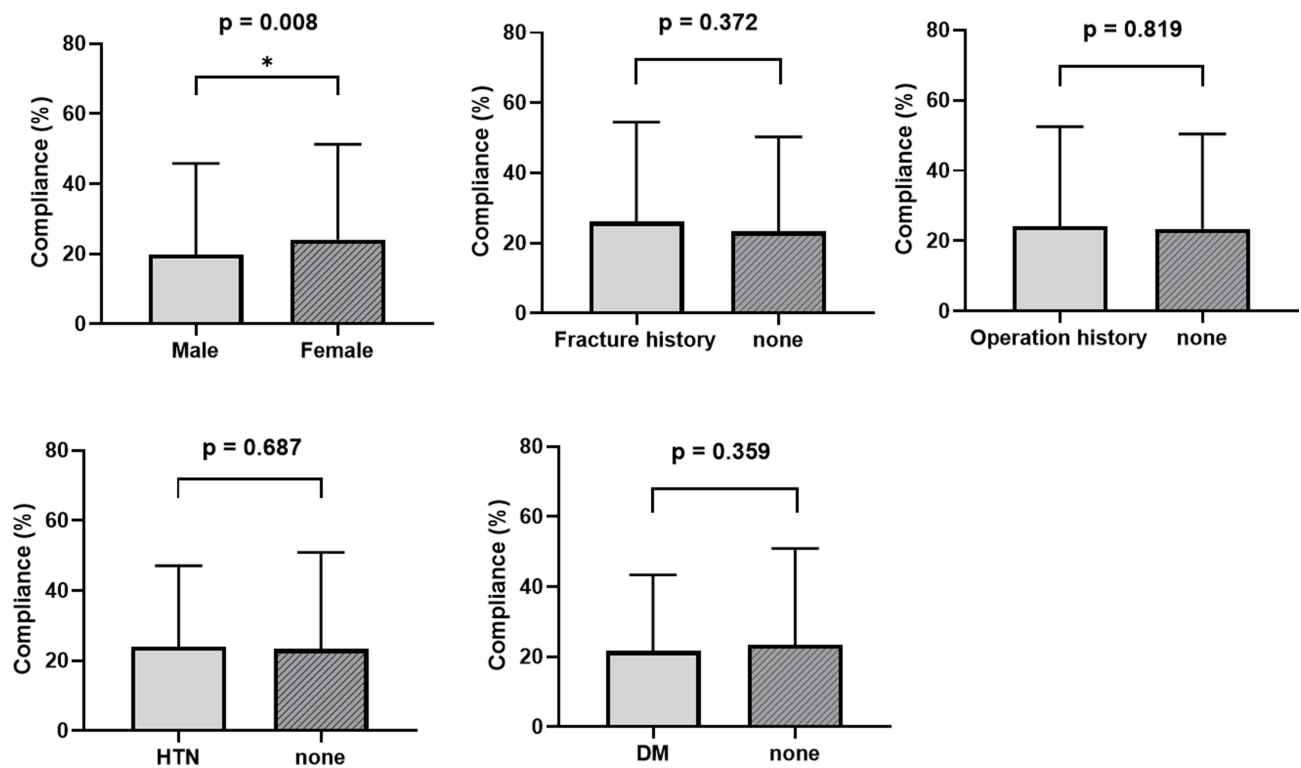 p = 0.008
*
Compliance (%)
80
60
40
20
0
Male Female
p = 0.372
Compliance (%)
80
60
40
20
0
Fracture history none
p = 0.819
Compliance (%)
80
60
40
20
0
Operation history none
p = 0.687
Compliance (%)
80
60
40
20
0
HTN none
p = 0.359
Compliance (%)
80
60
40
20
0
DM none